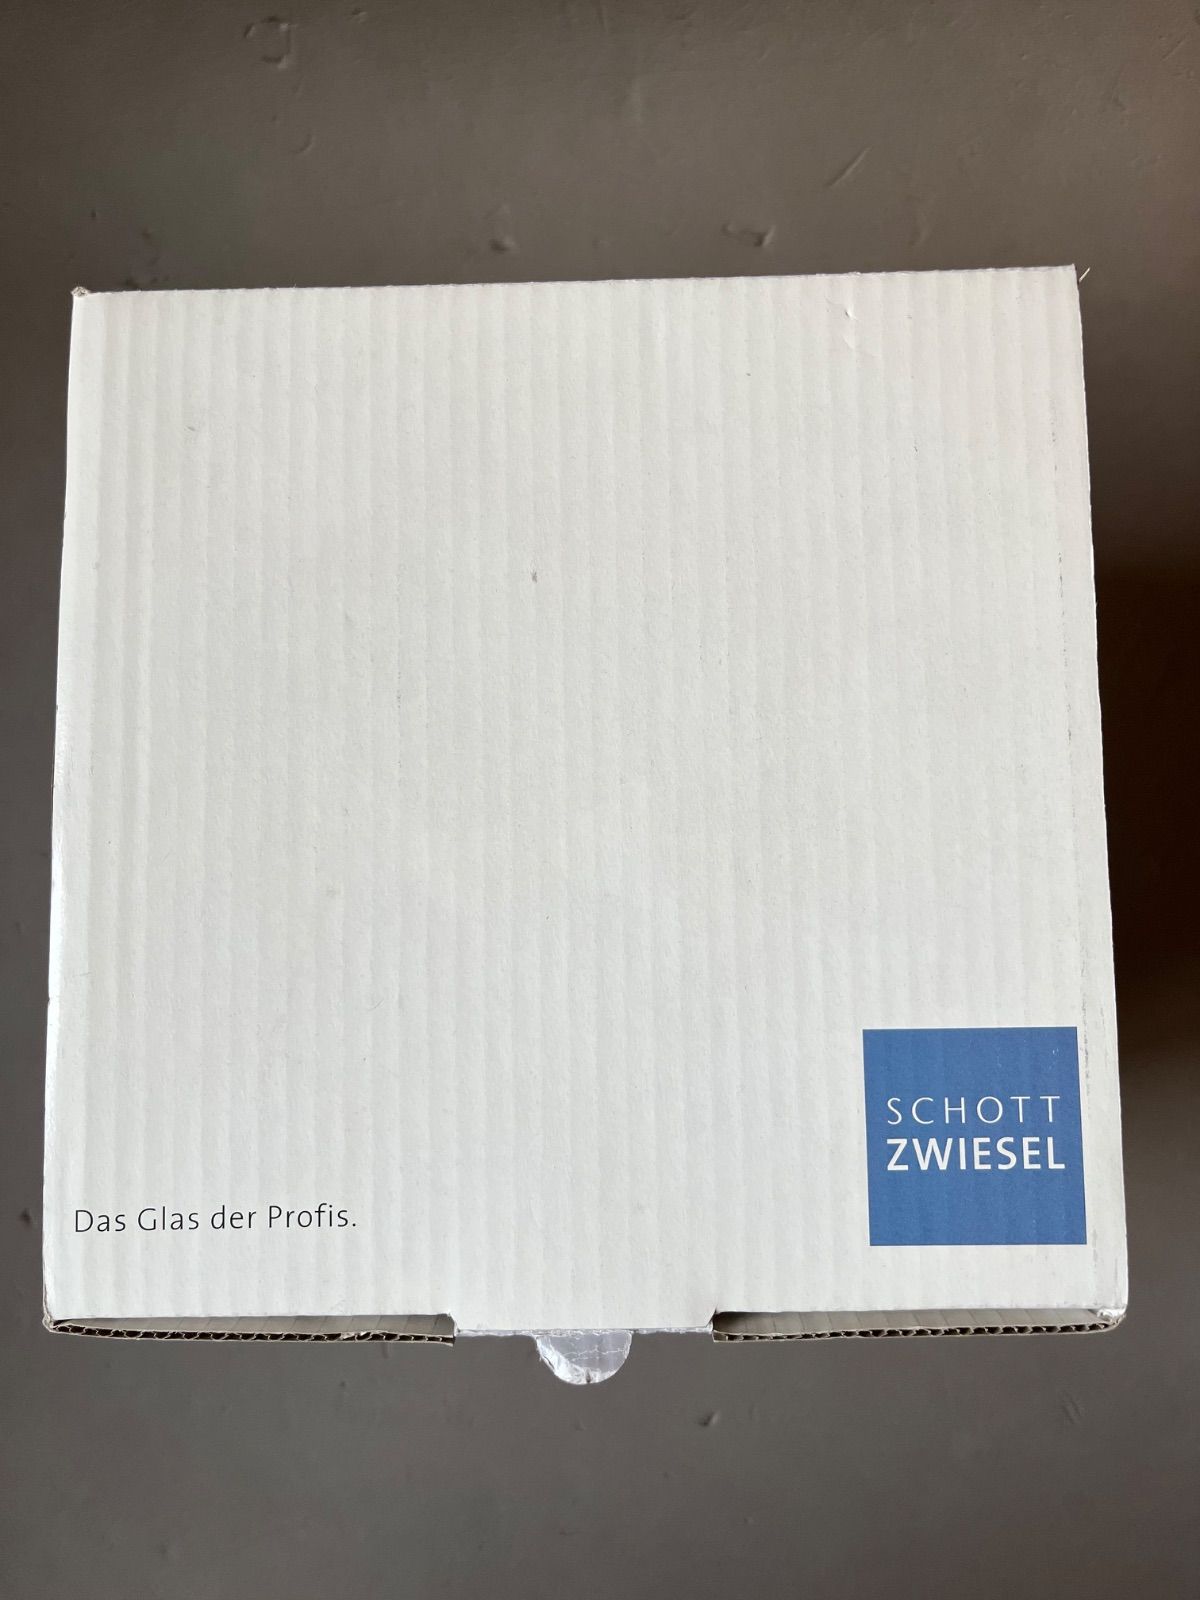 SCHOTT
ZWIESEL
Das Glas der Profis.